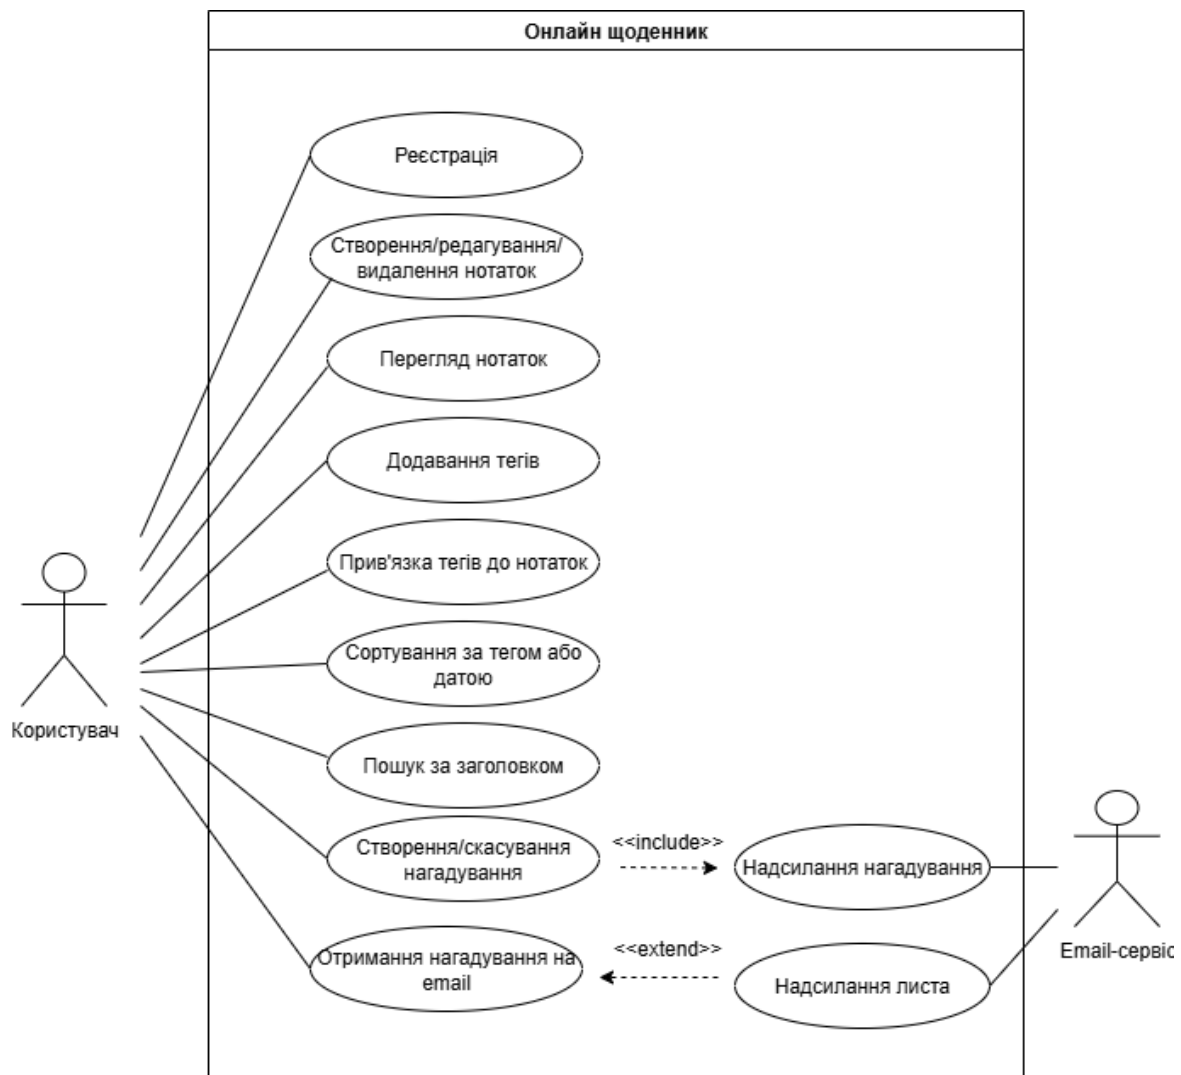 Онлайн щоденник
Реєстрація
Створення/редагування/
видалення нотаток
Перегляд нотаток
Додавання тегів
Прив'язка тегів до нотаток
Сортування за тегом або
датою
Пошук за заголовком
Створення/скасування
нагадування
<<include>>
Надсилання нагадування
Отримання нагадування на
email
<<extend>>
Надсилання листа
Користувач
Email-сервіс